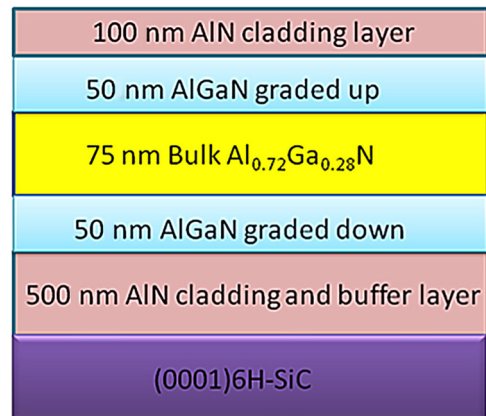 100 nm AlN cladding layer
50 nm AlGaN graded up
75 nm Bulk Al₀.₇₂Ga₀.₂₈N
50 nm AlGaN graded down
500 nm AlN cladding and buffer layer
(0001)6H-SiC